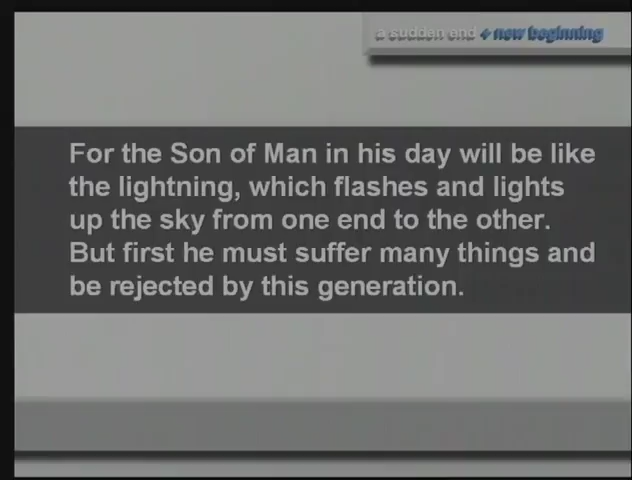 a sudden end + new beginning
For the Son of Man in his day will be like
the lightning, which flashes and lights
up the sky from one end to the other.
But first he must suffer many things and
be rejected by this generation.